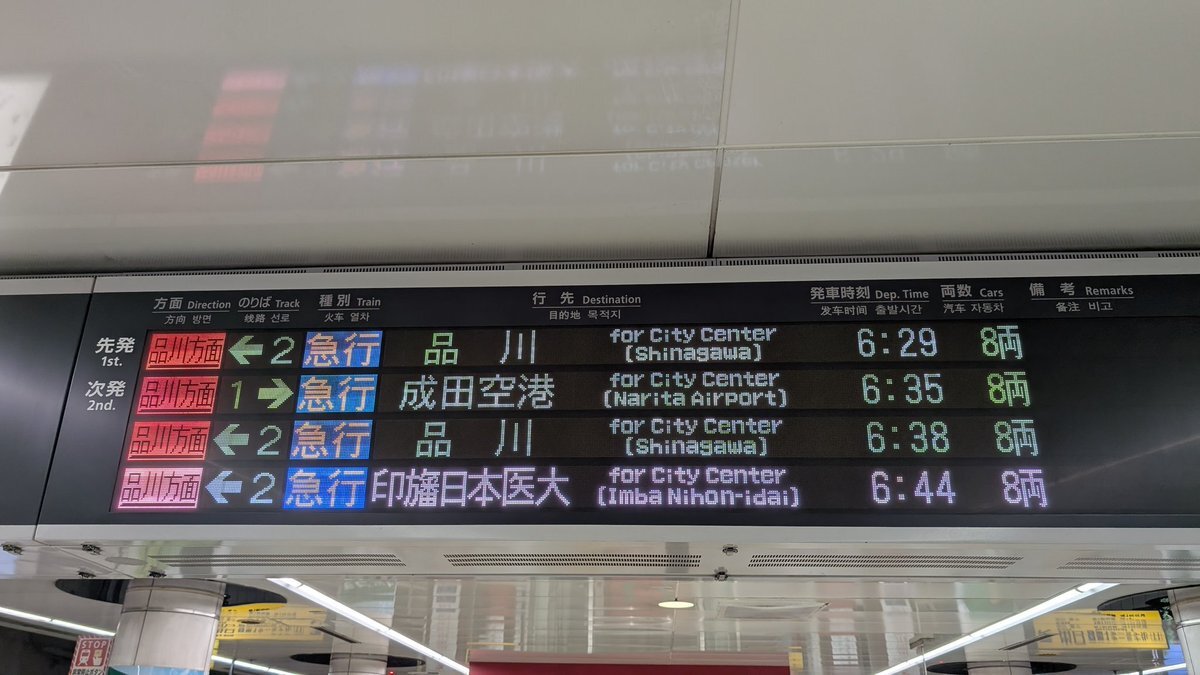 方面 Direction のりば Track 種別 Train 行先 Destination 発車時刻 Dep. Time 両数 Cars 備考 Remarks
方向 방면 线路 선로 火车 열차 目的地 목적지 发车时间 출발시간 汽车 자동차 备注 비고
先発 品川方面 ← 2 急行 品川 for City Center 6:29 8両
1st. (Shinagawa)
次発 品川方面 1 → 急行 成田空港 for City Center 6:35 8両
2nd. (Narita Airport)
品川方面 ← 2 急行 品川 for City Center 6:38 8両
(Shinagawa)
品川方面 ← 2 急行 印旛日本医大 for City Center 6:44 8両
(Imba Nihon-idai)
STOP